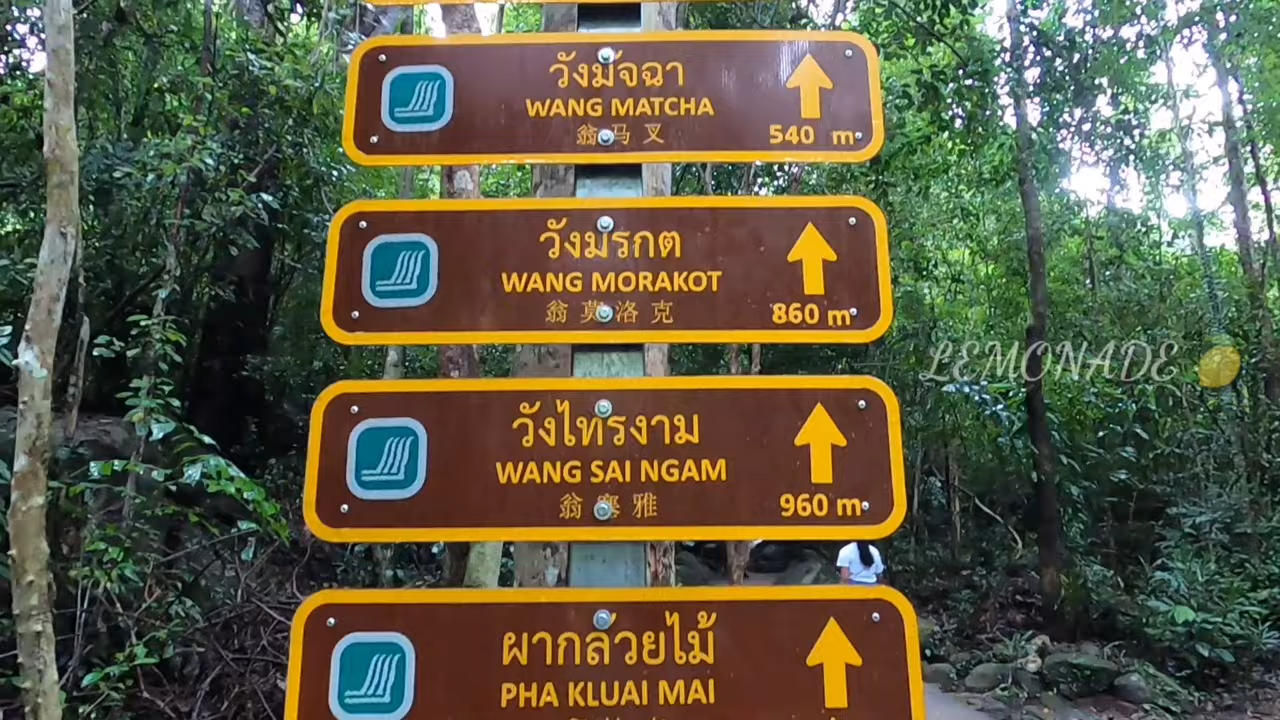 วังมัจฉา
WANG MATCHA
翁马叉
540 m
วังมรกต
WANG MORAKOT
翁莫洛克
860 m
วังไทรงาม
WANG SAI NGAM
翁塞雅
960 m
ผากล้วยไม้
PHA KLUAI MAI
LEMONADE